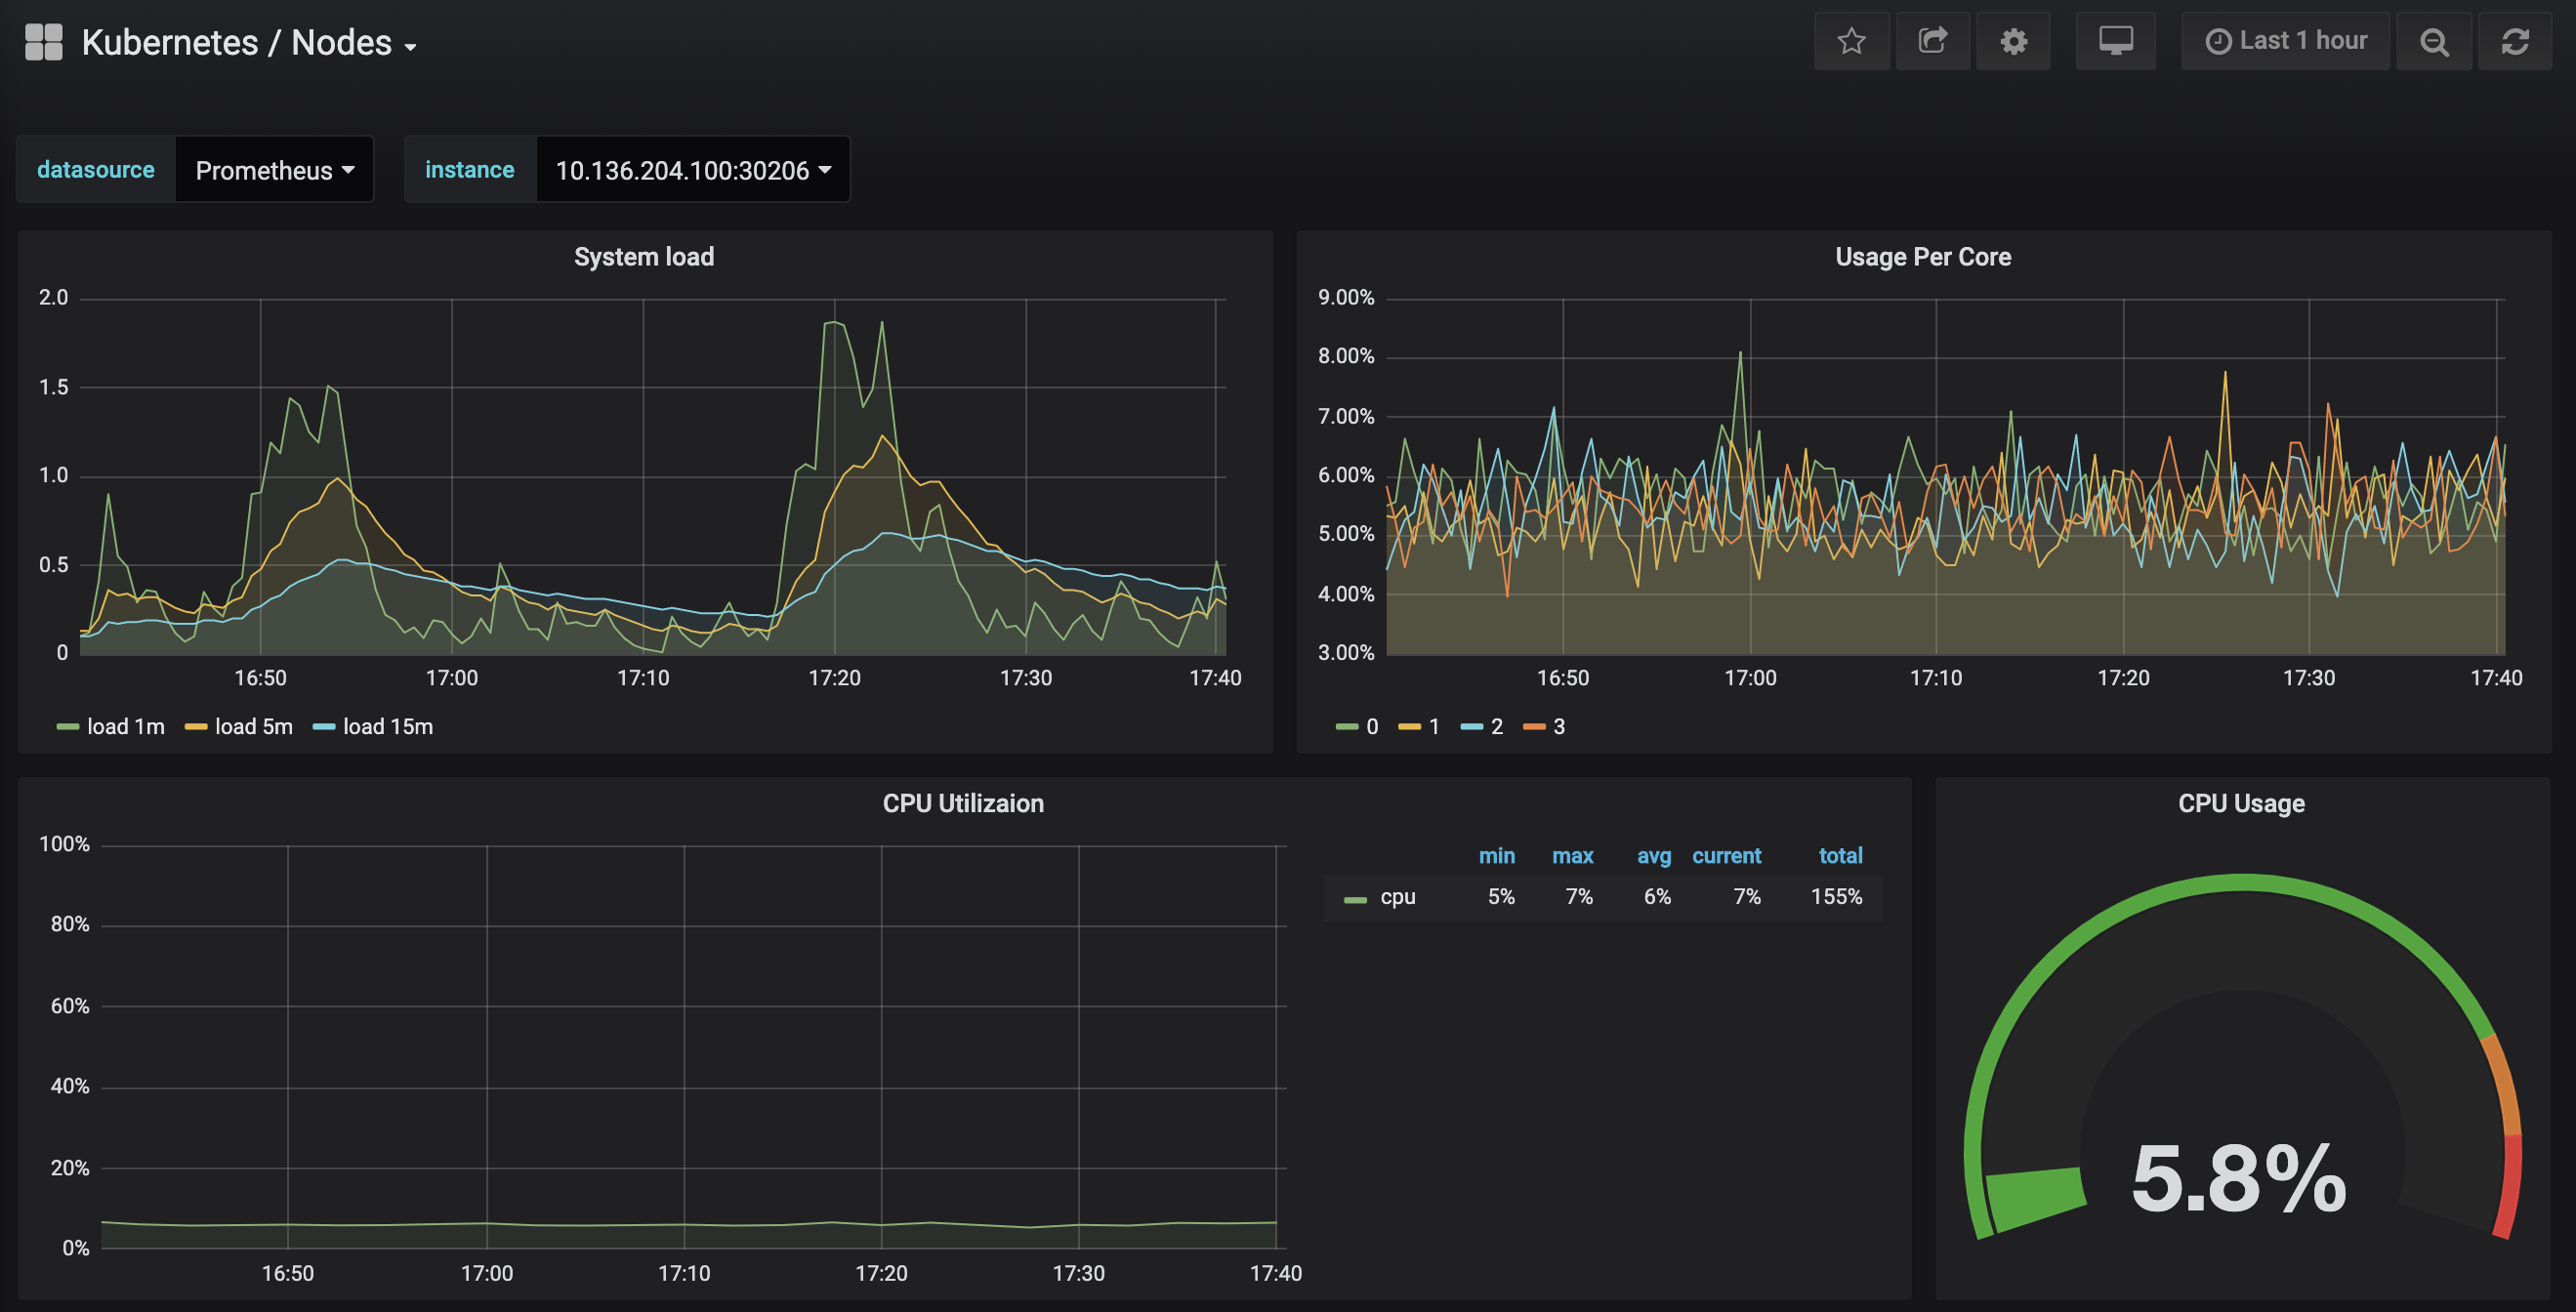 Kubernetes / Nodes
Last 1 hour
datasource Prometheus instance 10.136.204.100:30206
System load
2.0
1.5
1.0
0.5
0
16:50 17:00 17:10 17:20 17:30 17:40
load 1m load 5m load 15m
Usage Per Core
9.00%
8.00%
7.00%
6.00%
5.00%
4.00%
3.00%
16:50 17:00 17:10 17:20 17:30 17:40
0 1 2 3
CPU Utilizaion
100%
80%
60%
40%
20%
0%
16:50 17:00 17:10 17:20 17:30 17:40
min max avg current total
cpu 5% 7% 6% 7% 155%
CPU Usage
5.8%